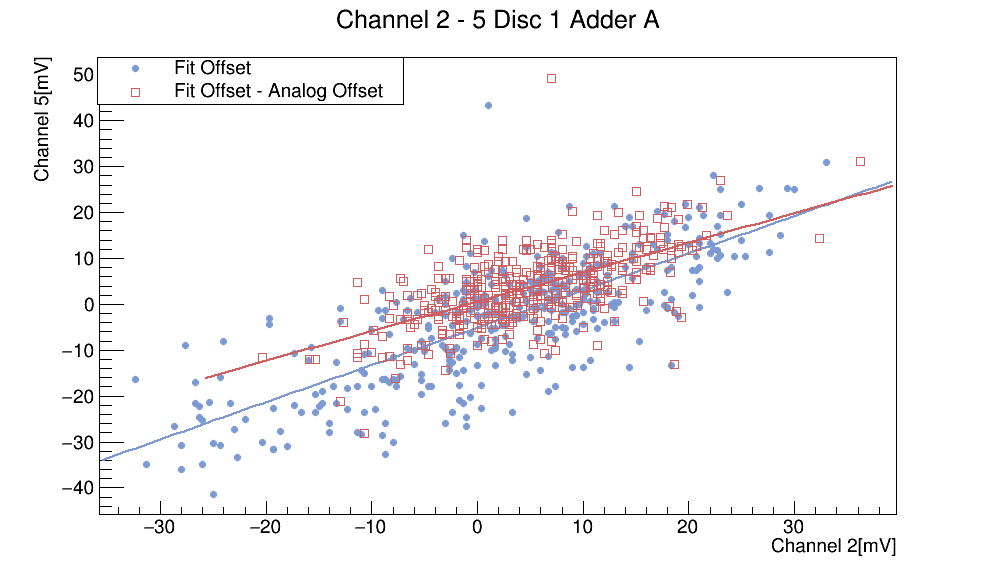 Channel 2 - 5 Disc 1 Adder A
Channel 5[mV]
Fit Offset
Fit Offset - Analog Offset
50
40
30
20
10
0
−10
−20
−30
−40
−30 −20 −10 0 10 20 30
Channel 2[mV]